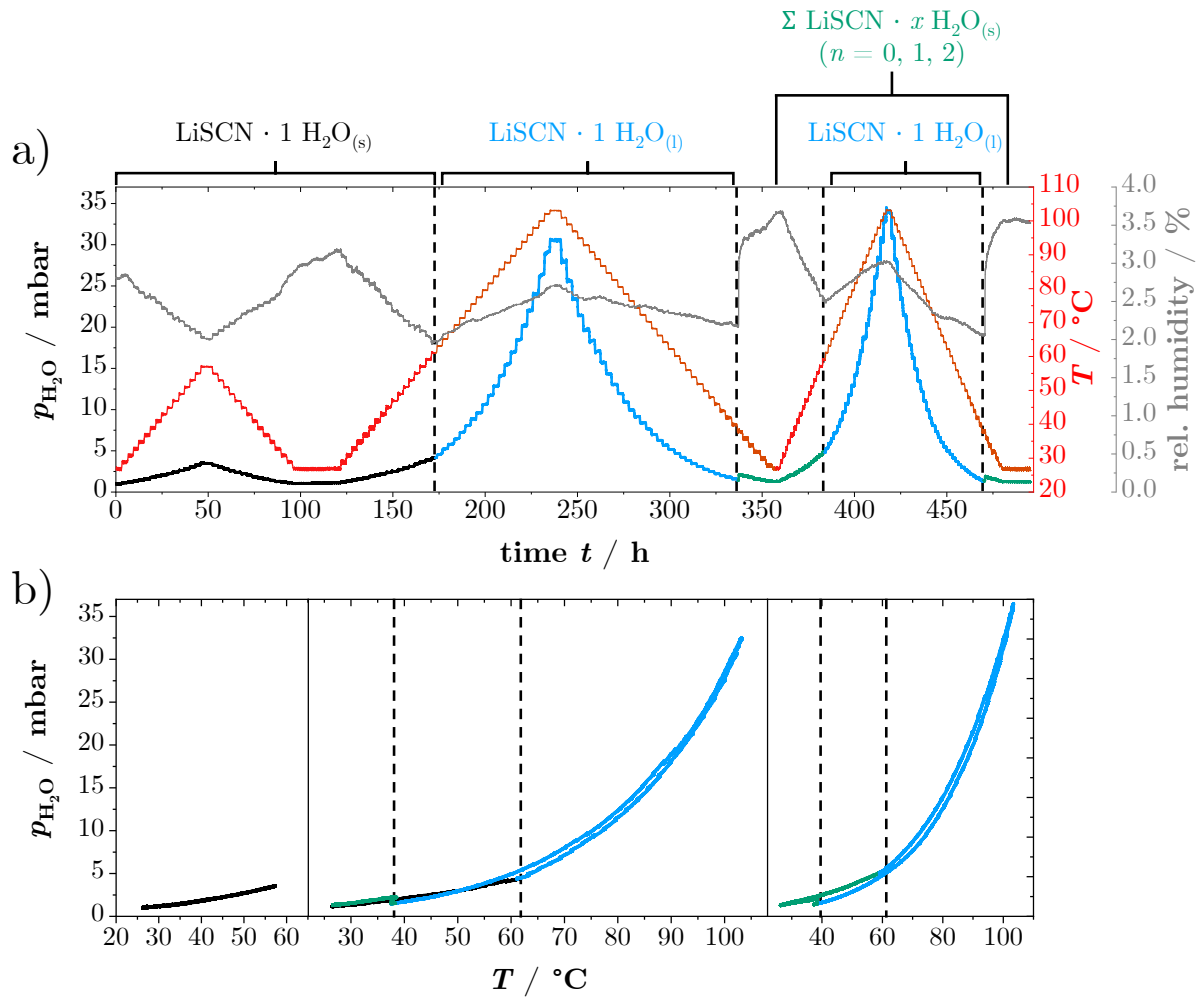 Σ LiSCN · x H₂O₍ₛ₎
(n = 0, 1, 2)
a)
LiSCN · 1 H₂O₍ₛ₎
LiSCN · 1 H₂O₍ₗ₎
LiSCN · 1 H₂O₍ₗ₎
35
30
25
20
15
10
5
0
p H₂O / mbar
110
100
90
80
70
60
50
40
30
20
T / °C
4.0
3.5
3.0
2.5
2.0
1.5
1.0
0.5
0.0
rel. humidity / %
0 50 100 150 200 250 300 350 400 450
time t / h
b)
35
30
25
20
15
10
5
0
p H₂O / mbar
20 30 40 50 60 30 40 50 60 70 80 90 100 40 60 80 100
T / °C